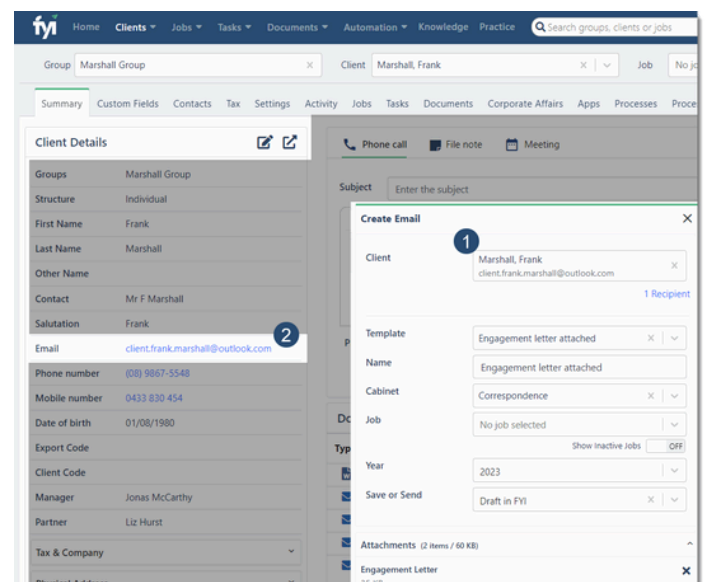 fyi Home Clients Jobs Tasks Documents Automation Knowledge Practice Search groups, clients or jobs
Group Marshall Group Client Marshall, Frank Job No jo
Summary Custom Fields Contacts Tax Settings Activity Jobs Tasks Documents Corporate Affairs Apps Processes Proce
Client Details
Groups Marshall Group
Structure Individual
First Name Frank
Last Name Marshall
Other Name
Contact Mr F Marshall
Salutation Frank
Email client.frank.marshall@outlook.com
2
Phone number (08) 9867-5548
Mobile number 0433 830 454
Date of birth 01/08/1980
Export Code
Client Code
Manager Jonas McCarthy
Partner Liz Hurst
Tax & Company
Phone call File note Meeting
Subject Enter the subject
P
Do
Typ
Create Email
1
Client Marshall, Frank
client.frank.marshall@outlook.com
1 Recipient
Template Engagement letter attached
Name Engagement letter attached
Cabinet Correspondence
Job No job selected
Show Inactive Jobs OFF
Year 2023
Save or Send Draft in FYI
Attachments (2 items / 60 KB)
Engagement Letter